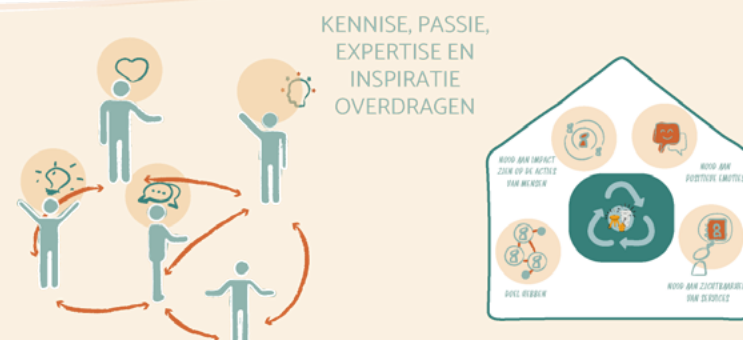 KENNISE, PASSIE,
EXPERTISE EN
INSPIRATIE
OVERDRAGEN
NOOD AAN IMPACT
ZIEN OP DE ACTIES
VAN MENSEN
NOOD AAN
POSITIEVE EMOTIES
DOEL HEBBEN
NOOD AAN ZICHTBAARHEID
VAN SERVICES